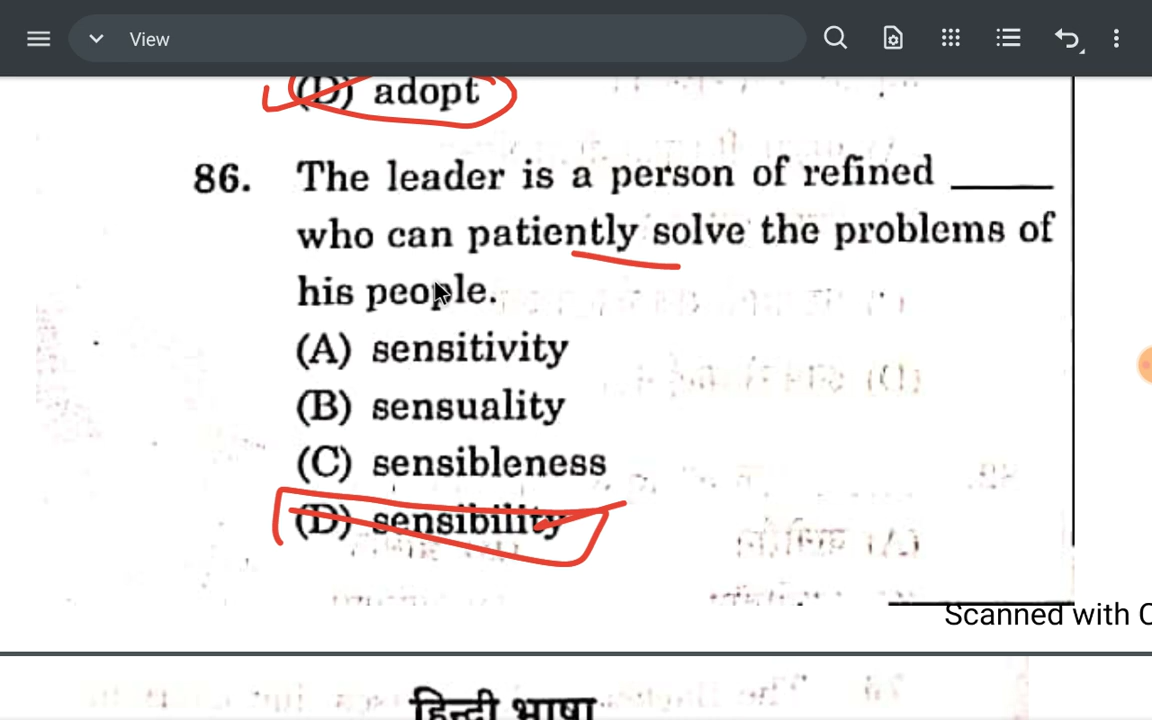 View
(D) adopt
86. The leader is a person of refined _____
who can patiently solve the problems of
his people.
(A) sensitivity
(B) sensuality
(C) sensibleness
(D) sensibility
Scanned with C
हिन्दी भाषा